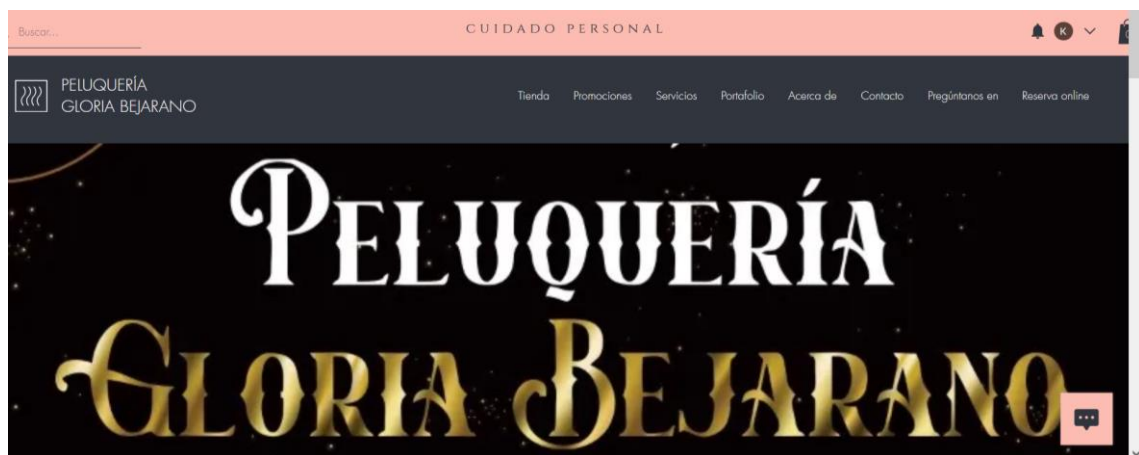 Buscar...
CUIDADO PERSONAL
K
0
PELUQUERÍA
GLORIA BEJARANO
Tienda Promociones Servicios Portafolio Acerca de Contacto Pregúntanos en Reserva online
PELUQUERÍA
GLORIA BEJARANO